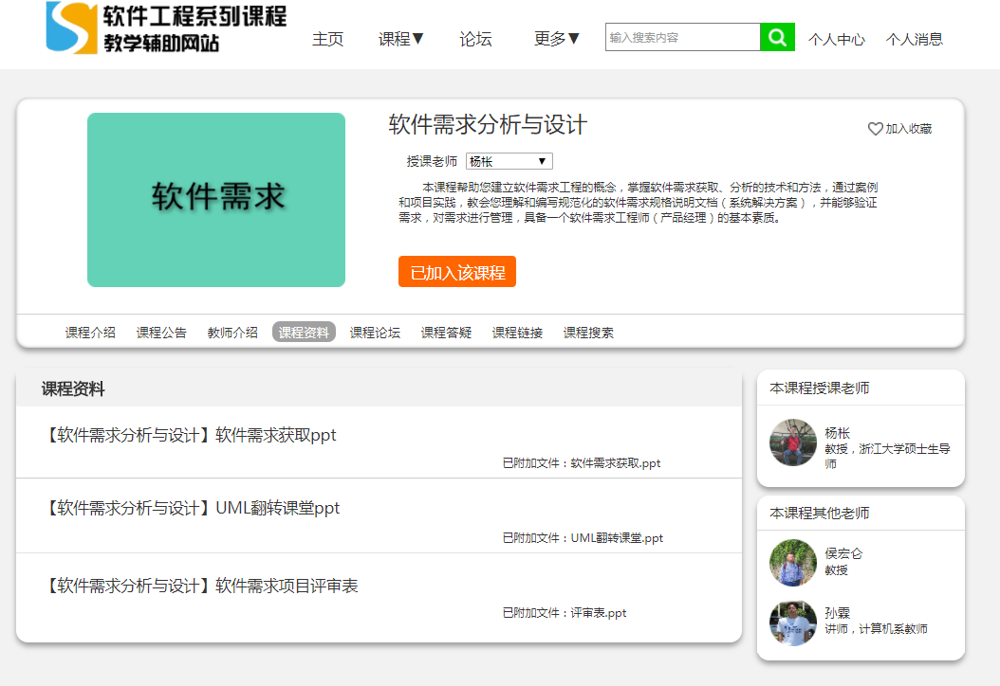 软件工程系列课程
教学辅助网站
主页 课程▼ 论坛 更多▼ 输入搜索内容 个人中心 个人消息
软件需求
软件需求分析与设计
加入收藏
授课老师 杨枨 ▼
本课程帮助您建立软件需求工程的概念，掌握软件需求获取、分析的技术和方法，通过案例
和项目实践，教会您理解和编写规范化的软件需求规格说明文档（系统解决方案），并能够验证
需求，对需求进行管理，具备一个软件需求工程师（产品经理）的基本素质。
已加入该课程
课程介绍 课程公告 教师介绍 课程资料 课程论坛 课程答疑 课程链接 课程搜索
课程资料
【软件需求分析与设计】软件需求获取ppt
已附加文件：软件需求获取.ppt
【软件需求分析与设计】UML翻转课堂ppt
已附加文件：UML翻转课堂.ppt
【软件需求分析与设计】软件需求项目评审表
已附加文件：评审表.ppt
本课程授课老师
杨枨
教授，浙江大学硕士生导
师
本课程其他老师
侯宏仑
教授
孙霖
讲师，计算机系教师